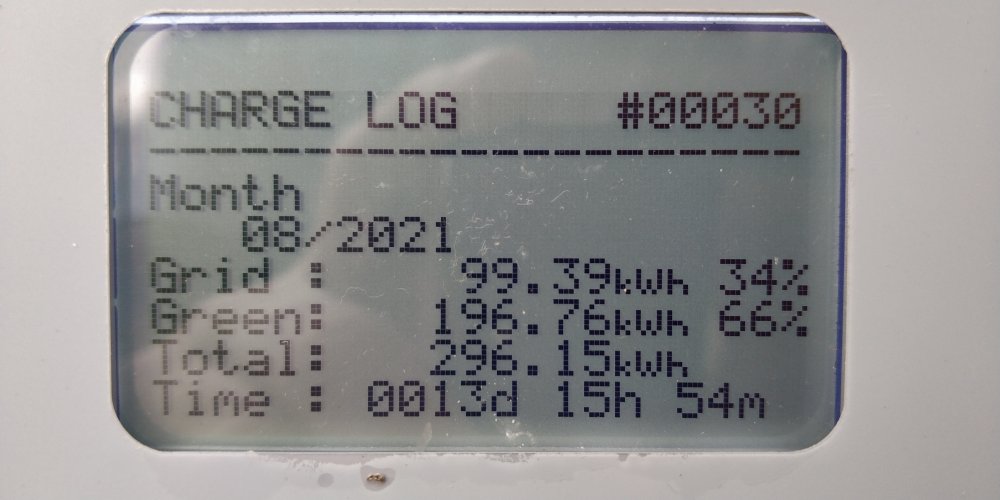 CHARGE LOG #00030
--------------------
Month
08/2021
Grid : 99.39kWh 34%
Green: 196.76kWh 66%
Total: 296.15kWh
Time : 0013d 15h 54m